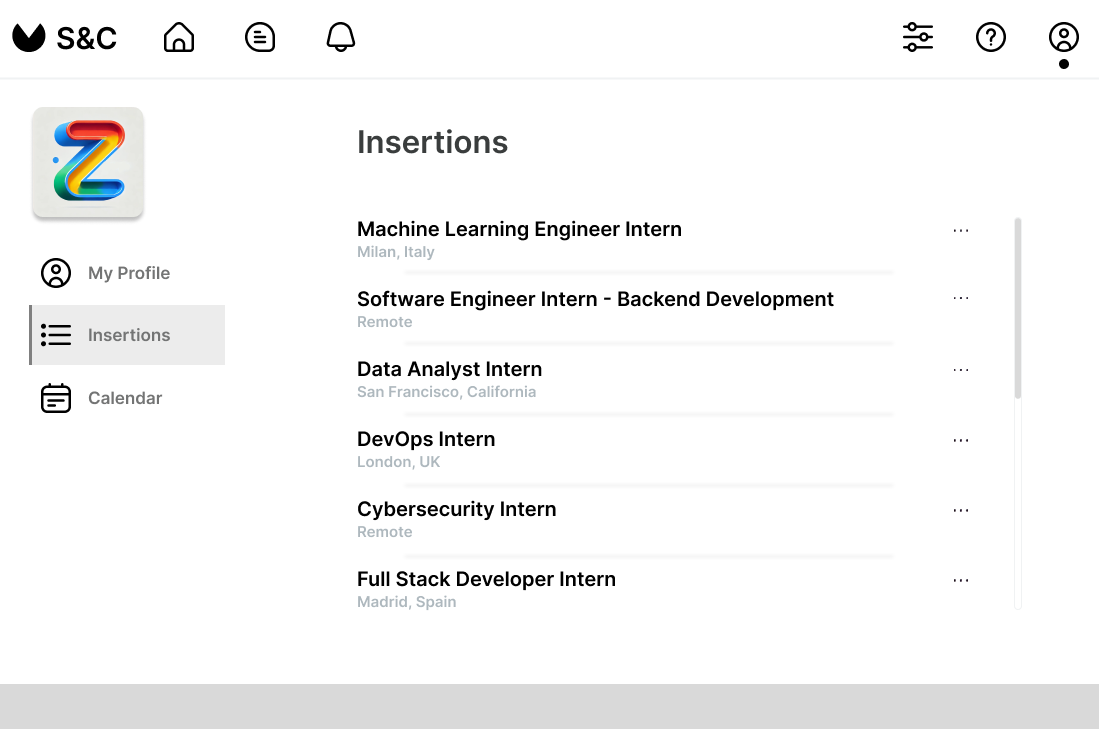 S&C
Insertions
Machine Learning Engineer Intern
...
Milan, Italy
My Profile
Software Engineer Intern - Backend Development
...
Remote
Insertions
Data Analyst Intern
...
San Francisco, California
Calendar
DevOps Intern
...
London, UK
Cybersecurity Intern
...
Remote
Full Stack Developer Intern
...
Madrid, Spain